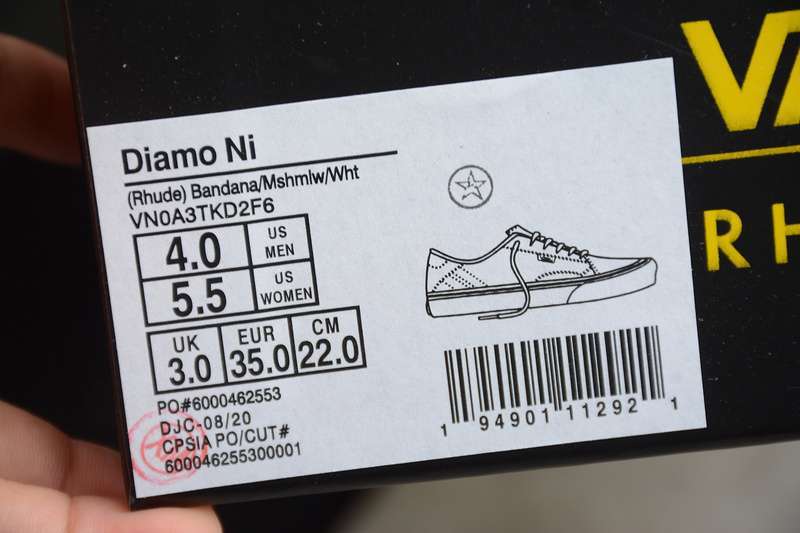 Diamo Ni
(Rhude) Bandana/Mshmlw/Wht
VN0A3TKD2F6
4.0 US MEN
5.5 US WOMEN
UK 3.0
EUR 35.0
CM 22.0
PO#6000462553
DJC-08/20
CPSIA PO/CUT#
600046255300001
1 94901 11292 1
VA
RH